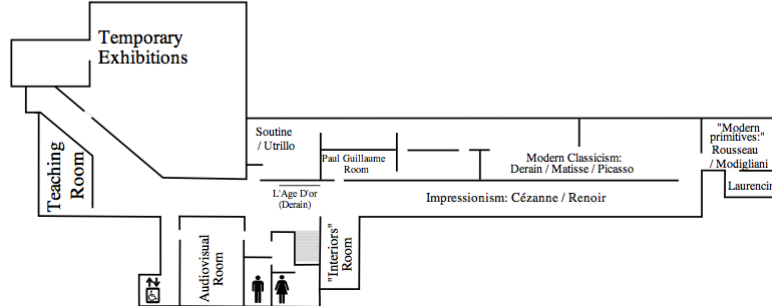 Temporary
Exhibitions
Soutine
/ Utrillo
Paul Guillaume
Room
Modern Classicism:
Derain / Matisse / Picasso
"Modern
primitives:"
Rousseau
/ Modigliani
Laurencin
Teaching
Room
L'Age D'or
(Derain)
Impressionism: Cézanne / Renoir
Audiovisual
Room
"Interiors"
Room